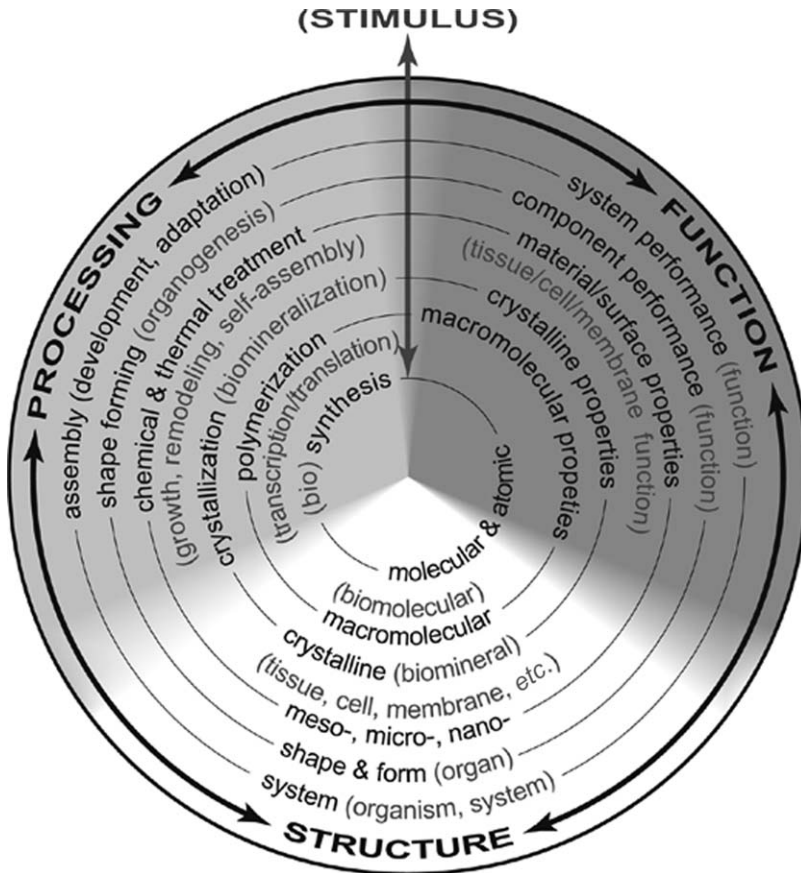 (STIMULUS)
PROCESSING
assembly (development, adaptation)
shape forming (organogenesis)
chemical & thermal treatment
(growth, remodeling, self-assembly)
crystallization (biomineralization)
polymerization
(transcription/translation)
(bio) synthesis
FUNCTION
system performance (function)
component performance (function)
material/surface properties
(tissue/cell/membrane function)
crystalline properties
macromolecular propeties
molecular & atomic
molecular & atomic
(biomolecular)
macromolecular
crystalline (biomineral)
(tissue, cell, membrane, etc.)
meso-, micro-, nano-
shape & form (organ)
system (organism, system)
STRUCTURE